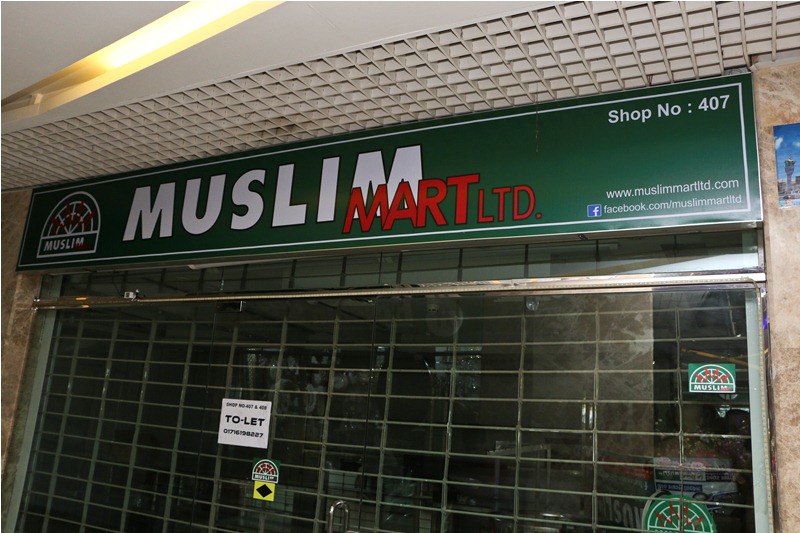 Shop No : 407
MUSLIM
MART LTD.
MUSLIM
www.muslimmartltd.com
facebook.com/muslimmartltd
SHOP NO-407 & 408
TO-LET
01716198227
MUSLIM
MUSLIM